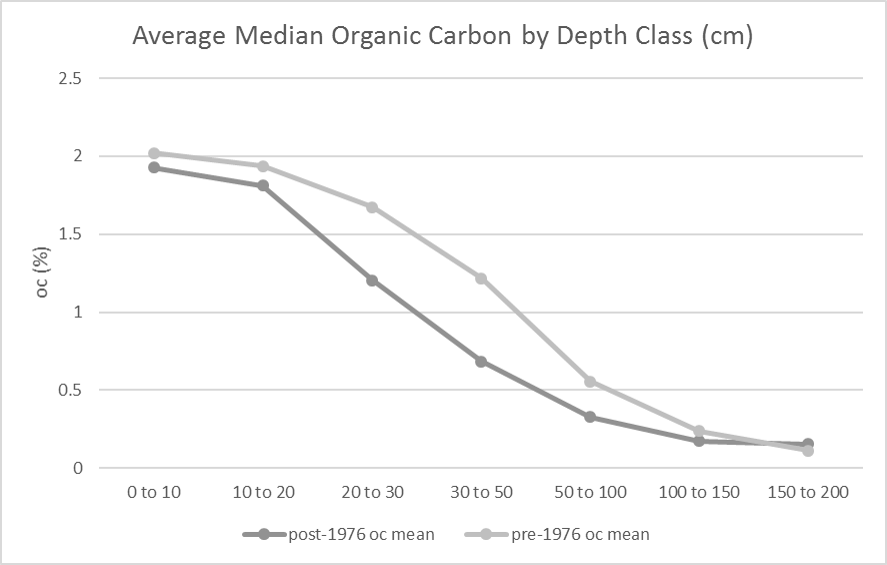 Average Median Organic Carbon by Depth Class (cm)
2.5
2
1.5
1
0.5
0
oc (%)
0 to 10 10 to 20 20 to 30 30 to 50 50 to 100 100 to 150 150 to 200
post-1976 oc mean pre-1976 oc mean